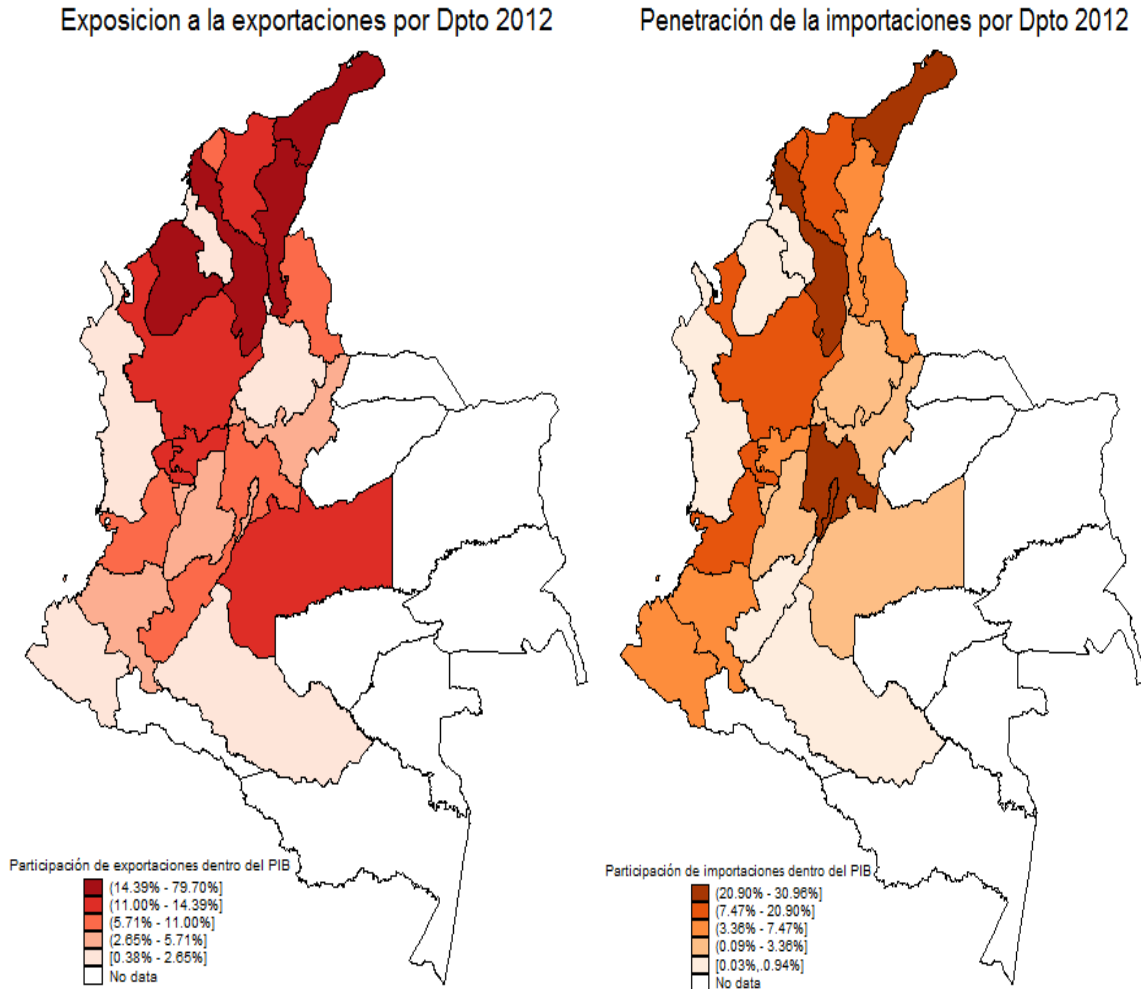 Exposicion a la exportaciones por Dpto 2012
Penetración de la importaciones por Dpto 2012
Participación de exportaciones dentro del PIB
(14.39% - 79.70%]
(11.00% - 14.39%]
(5.71% - 11.00%]
(2.65% - 5.71%]
[0.38% - 2.65%]
No data
Participación de importaciones dentro del PIB
(20.90% - 30.96%]
(7.47% - 20.90%]
(3.36% - 7.47%]
(0.09% - 3.36%]
[0.03%,.0.94%]
No data